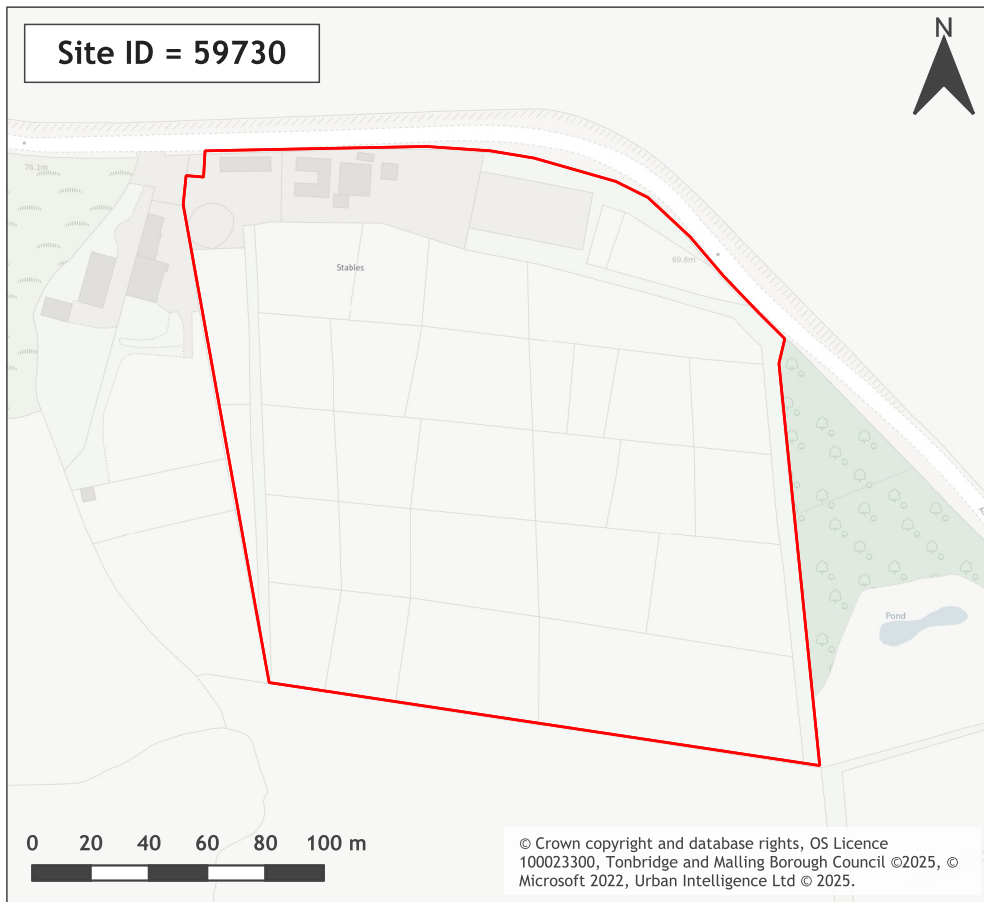 Site ID = 59730
N
76.1m
Stables
69.8m
Pond
0 20 40 60 80 100 m
© Crown copyright and database rights, OS Licence
100023300, Tonbridge and Malling Borough Council ©2025, ©
Microsoft 2022, Urban Intelligence Ltd © 2025.